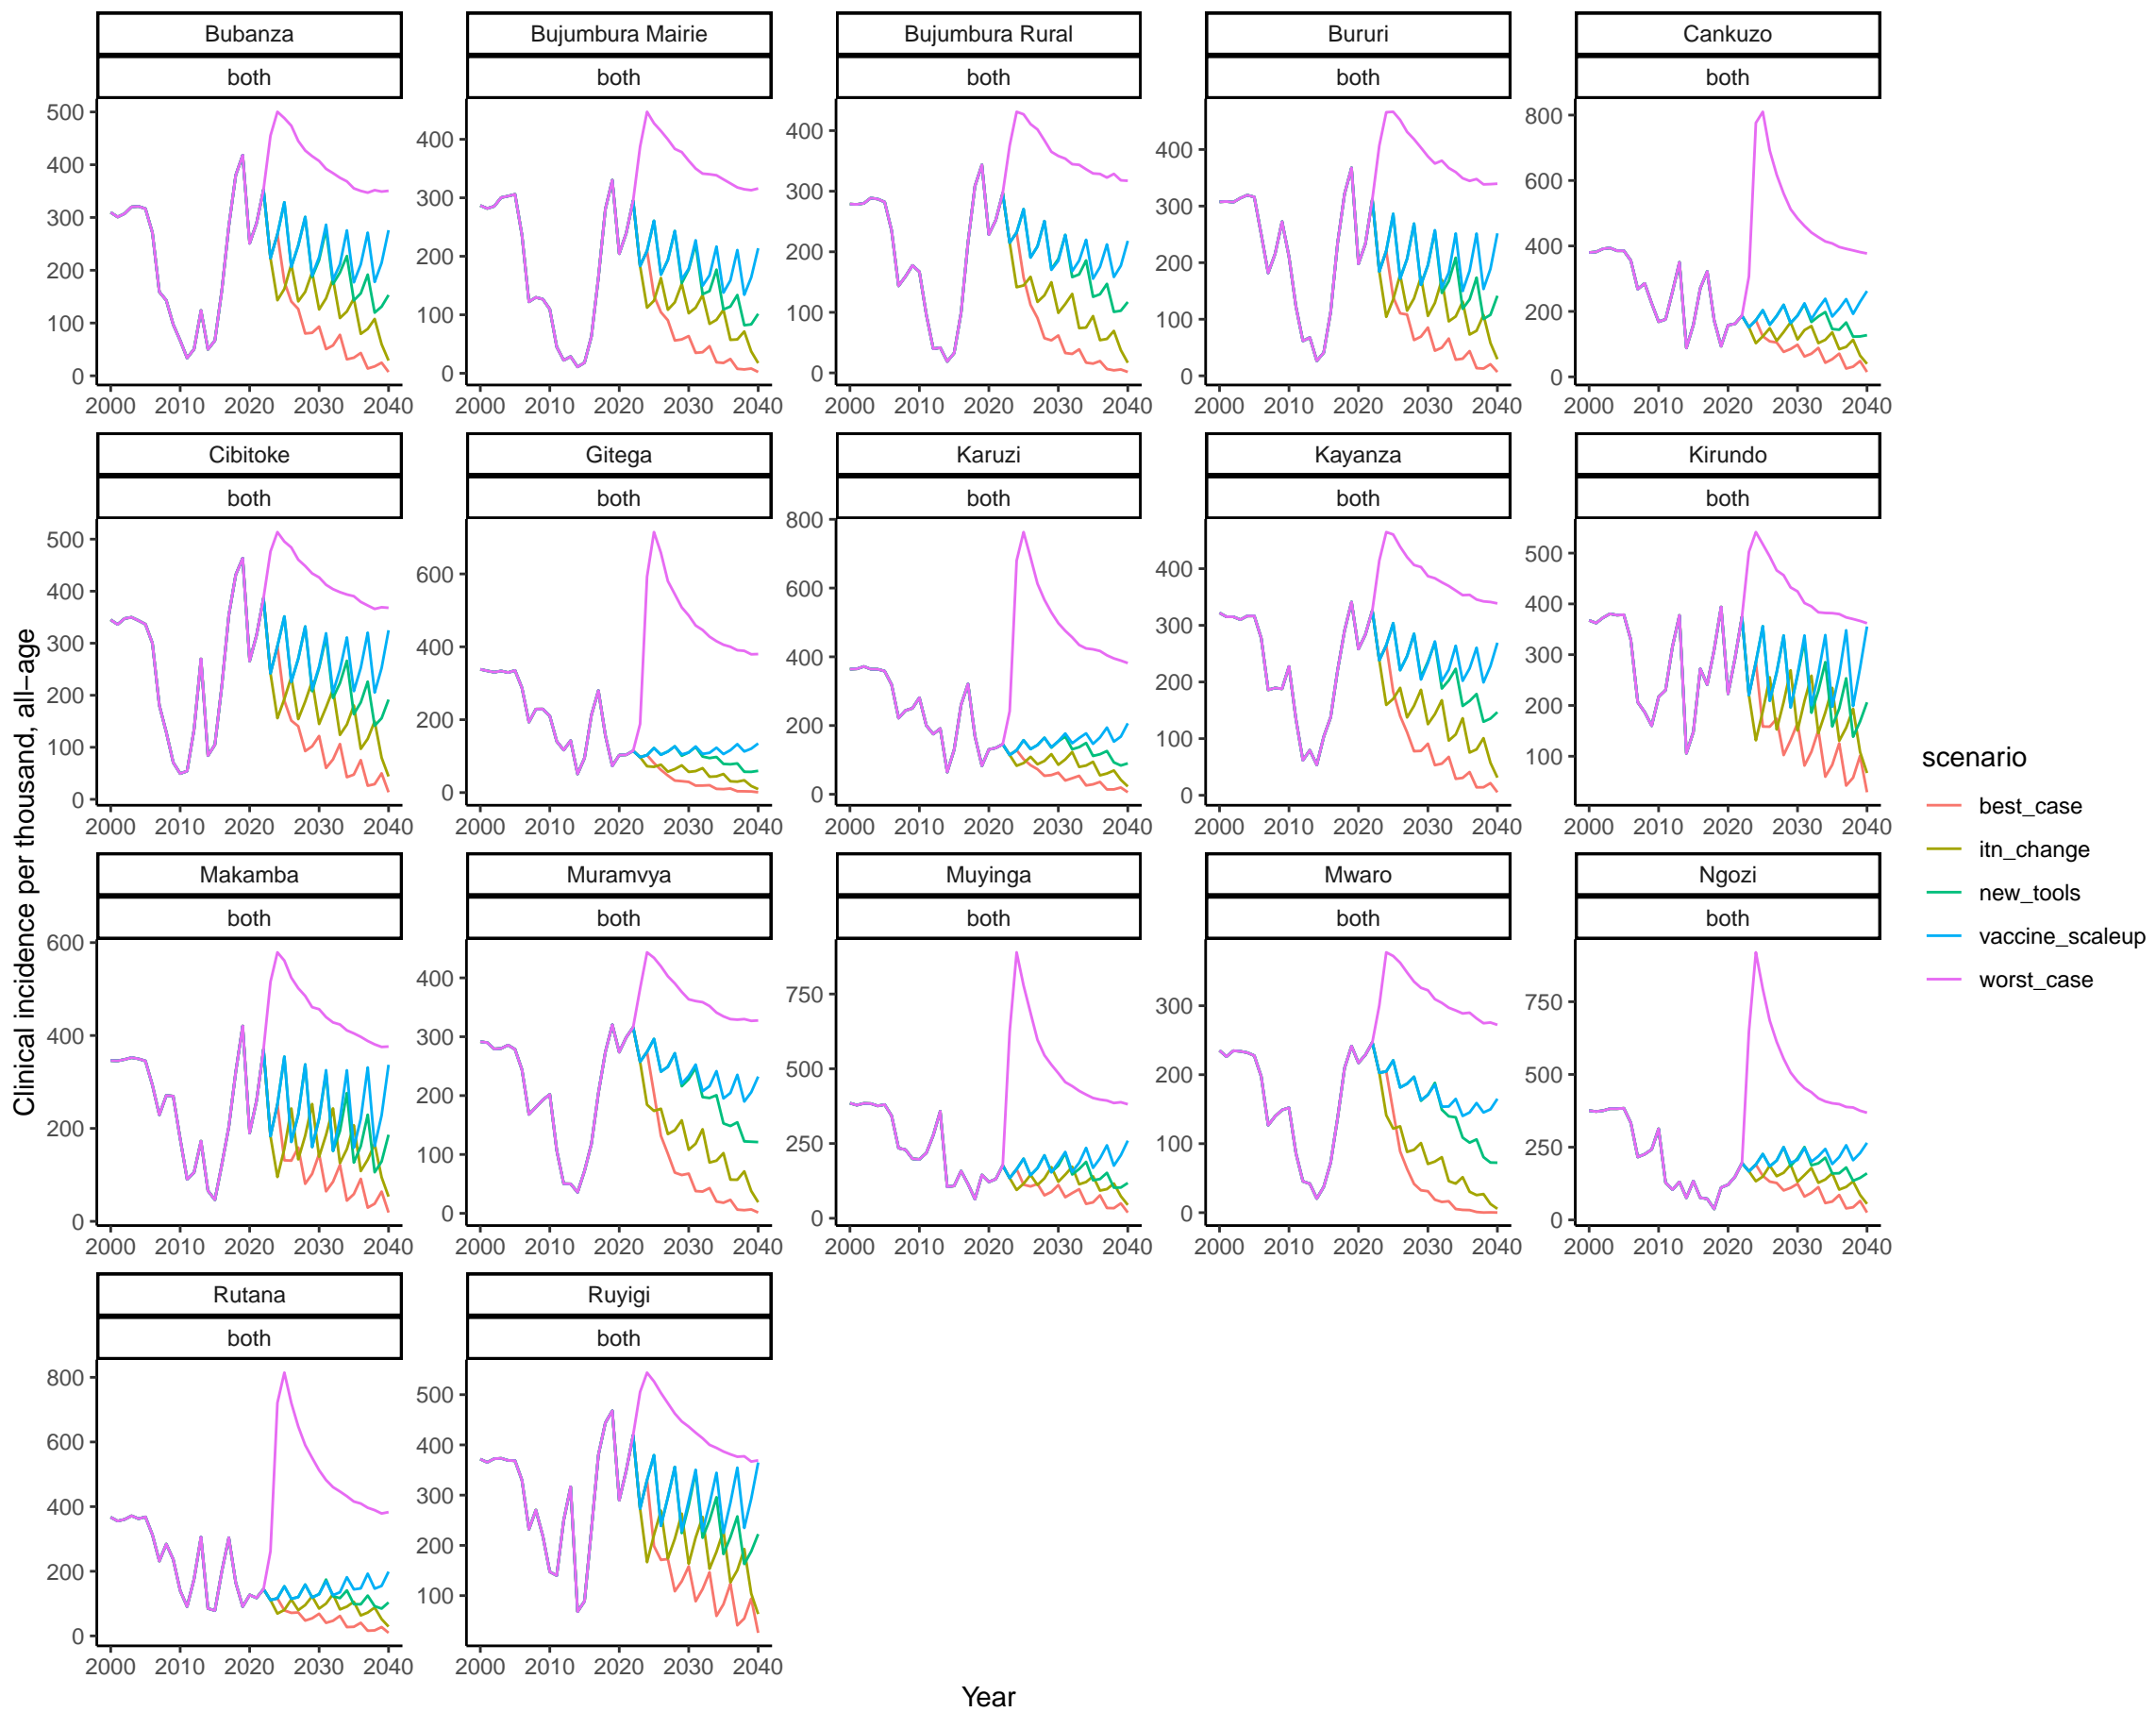 Bubanza
Bujumbura Mairie
Bujumbura Rural
Bururi
Cankuzo
both
both
both
both
both
500
400
300
200
100
0
400
300
200
100
0
400
300
200
100
0
400
300
200
100
0
800
600
400
200
0
2000 2010 2020 2030 2040
2000 2010 2020 2030 2040
2000 2010 2020 2030 2040
2000 2010 2020 2030 2040
2000 2010 2020 2030 2040
Cibitoke
Gitega
Karuzi
Kayanza
Kirundo
both
both
both
both
both
500
400
300
200
100
0
600
400
200
0
800
600
400
200
0
400
300
200
100
0
500
400
300
200
100
2000 2010 2020 2030 2040
2000 2010 2020 2030 2040
2000 2010 2020 2030 2040
2000 2010 2020 2030 2040
2000 2010 2020 2030 2040
Makamba
Muramvya
Muyinga
Mwaro
Ngozi
both
both
both
both
both
600
400
200
0
400
300
200
100
0
750
500
250
0
300
200
100
0
750
500
250
0
2000 2010 2020 2030 2040
2000 2010 2020 2030 2040
2000 2010 2020 2030 2040
2000 2010 2020 2030 2040
2000 2010 2020 2030 2040
Rutana
Ruyigi
both
both
800
600
400
200
0
500
400
300
200
100
2000 2010 2020 2030 2040
2000 2010 2020 2030 2040
Year
Clinical incidence per thousand, all−age
scenario
best_case
itn_change
new_tools
vaccine_scaleup
worst_case